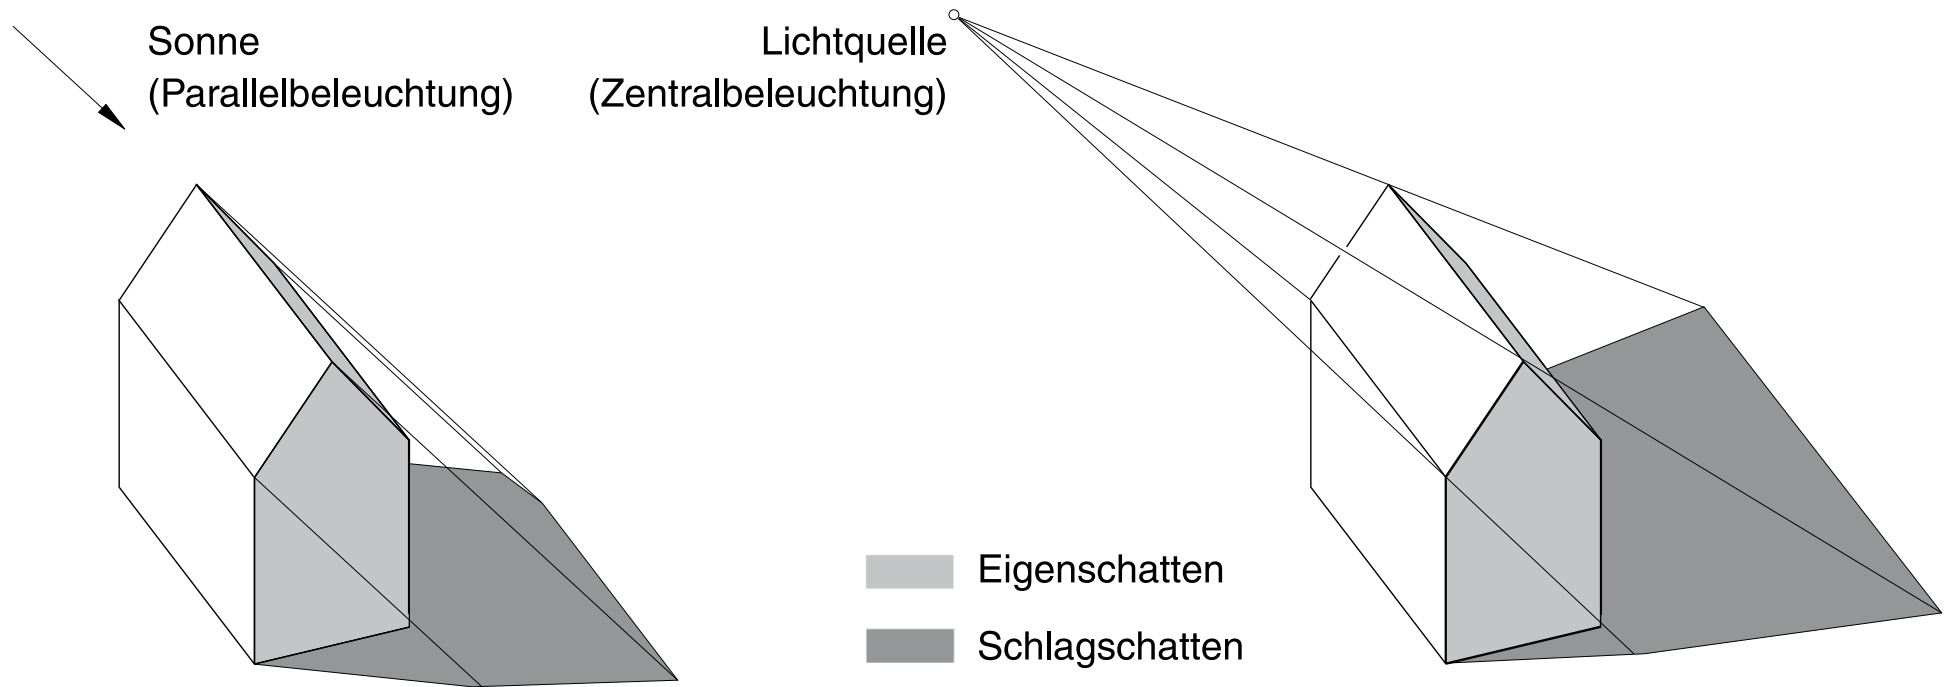 Sonne
(Parallelbeleuchtung)
Lichtquelle
(Zentralbeleuchtung)
Eigenschatten
Schlagschatten